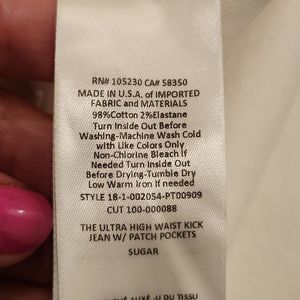 RN# 105230 CA# 58350
MADE IN U.S.A. of IMPORTED
FABRIC and MATERIALS
98%Cotton 2%Elastane
Turn Inside Out Before
Washing-Machine Wash Cold
with Like Colors Only
Non-Chlorine Bleach If
Needed Turn Inside Out
Before Drying-Tumble Dry
Low Warm Iron if needed
STYLE 18-1-002054-PT00909
CUT 100-000088
THE ULTRA HIGH WAIST KICK
JEAN W/ PATCH POCKETS
SUGAR
DU TISSU